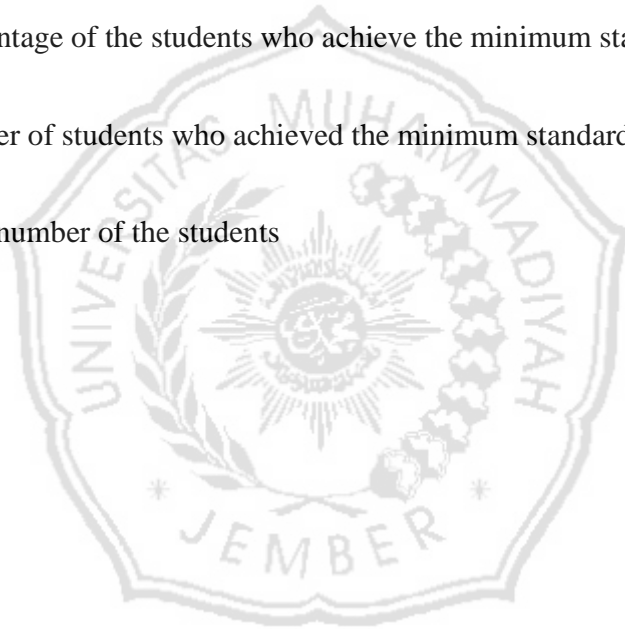 ntage of the students who achieve the minimum sta
er of students who achieved the minimum standard
number of the students
UNIVERSITAS MUHAMMADIYAH
JEMBER